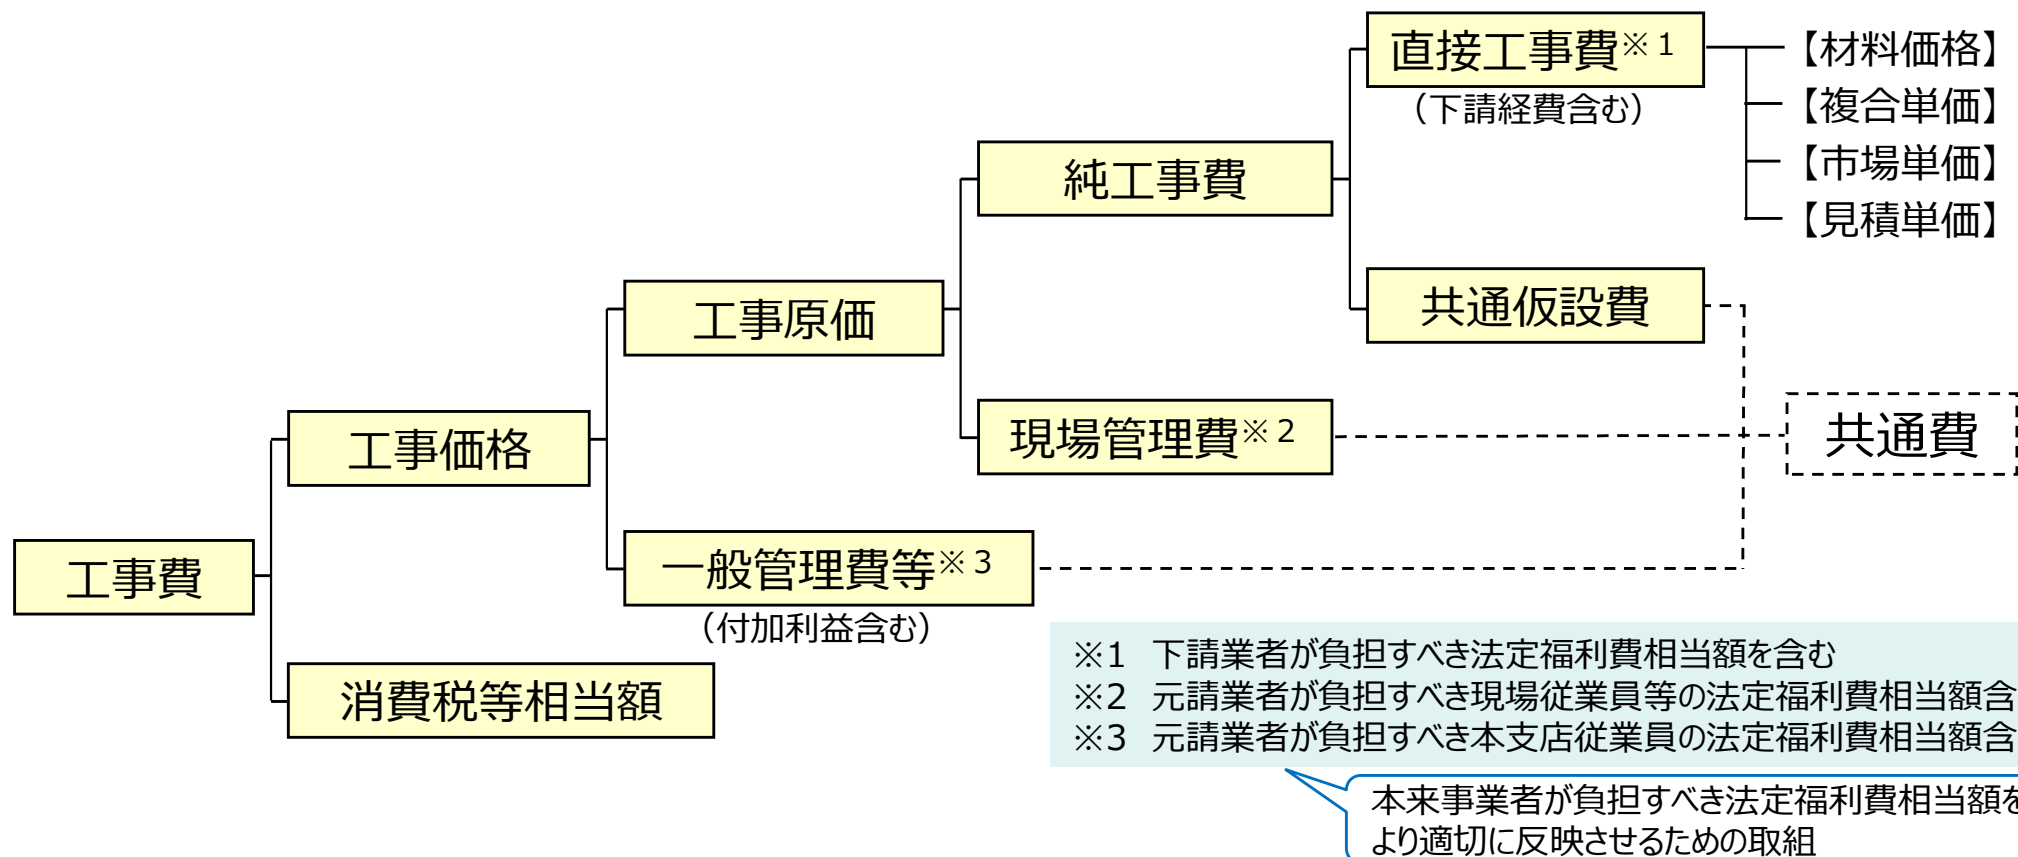 直接工事費※1
（下請経費含む）
【材料価格】
【複合単価】
【市場単価】
【見積単価】
純工事費
共通仮設費
工事原価
現場管理費※2
共通費
工事価格
一般管理費等※3
（付加利益含む）
工事費
消費税等相当額
※1 下請業者が負担すべき法定福利費相当額を含む
※2 元請業者が負担すべき現場従業員等の法定福利費相当額含
※3 元請業者が負担すべき本支店従業員の法定福利費相当額含
本来事業者が負担すべき法定福利費相当額を
より適切に反映させるための取組